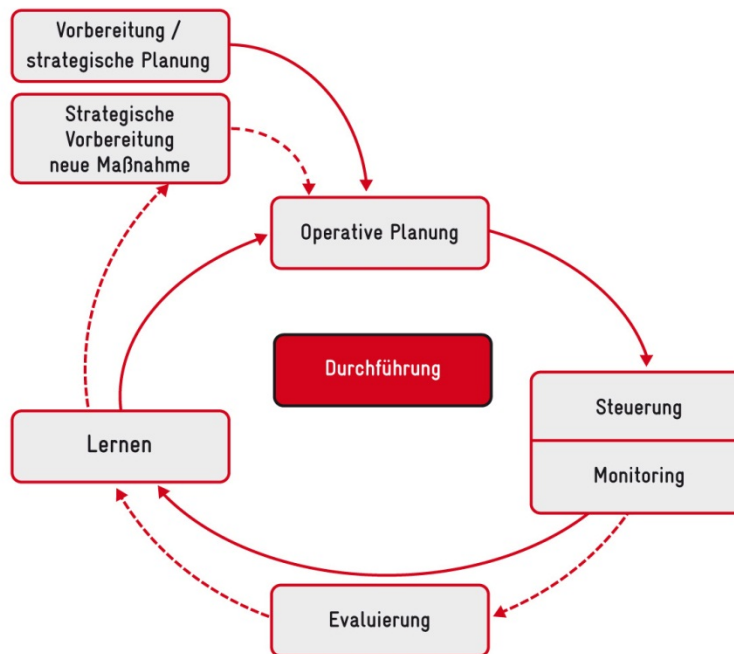 Vorbereitung /
strategische Planung
Strategische
Vorbereitung
neue Maßnahme
Operative Planung
Durchführung
Steuerung
Lernen
Monitoring
Evaluierung